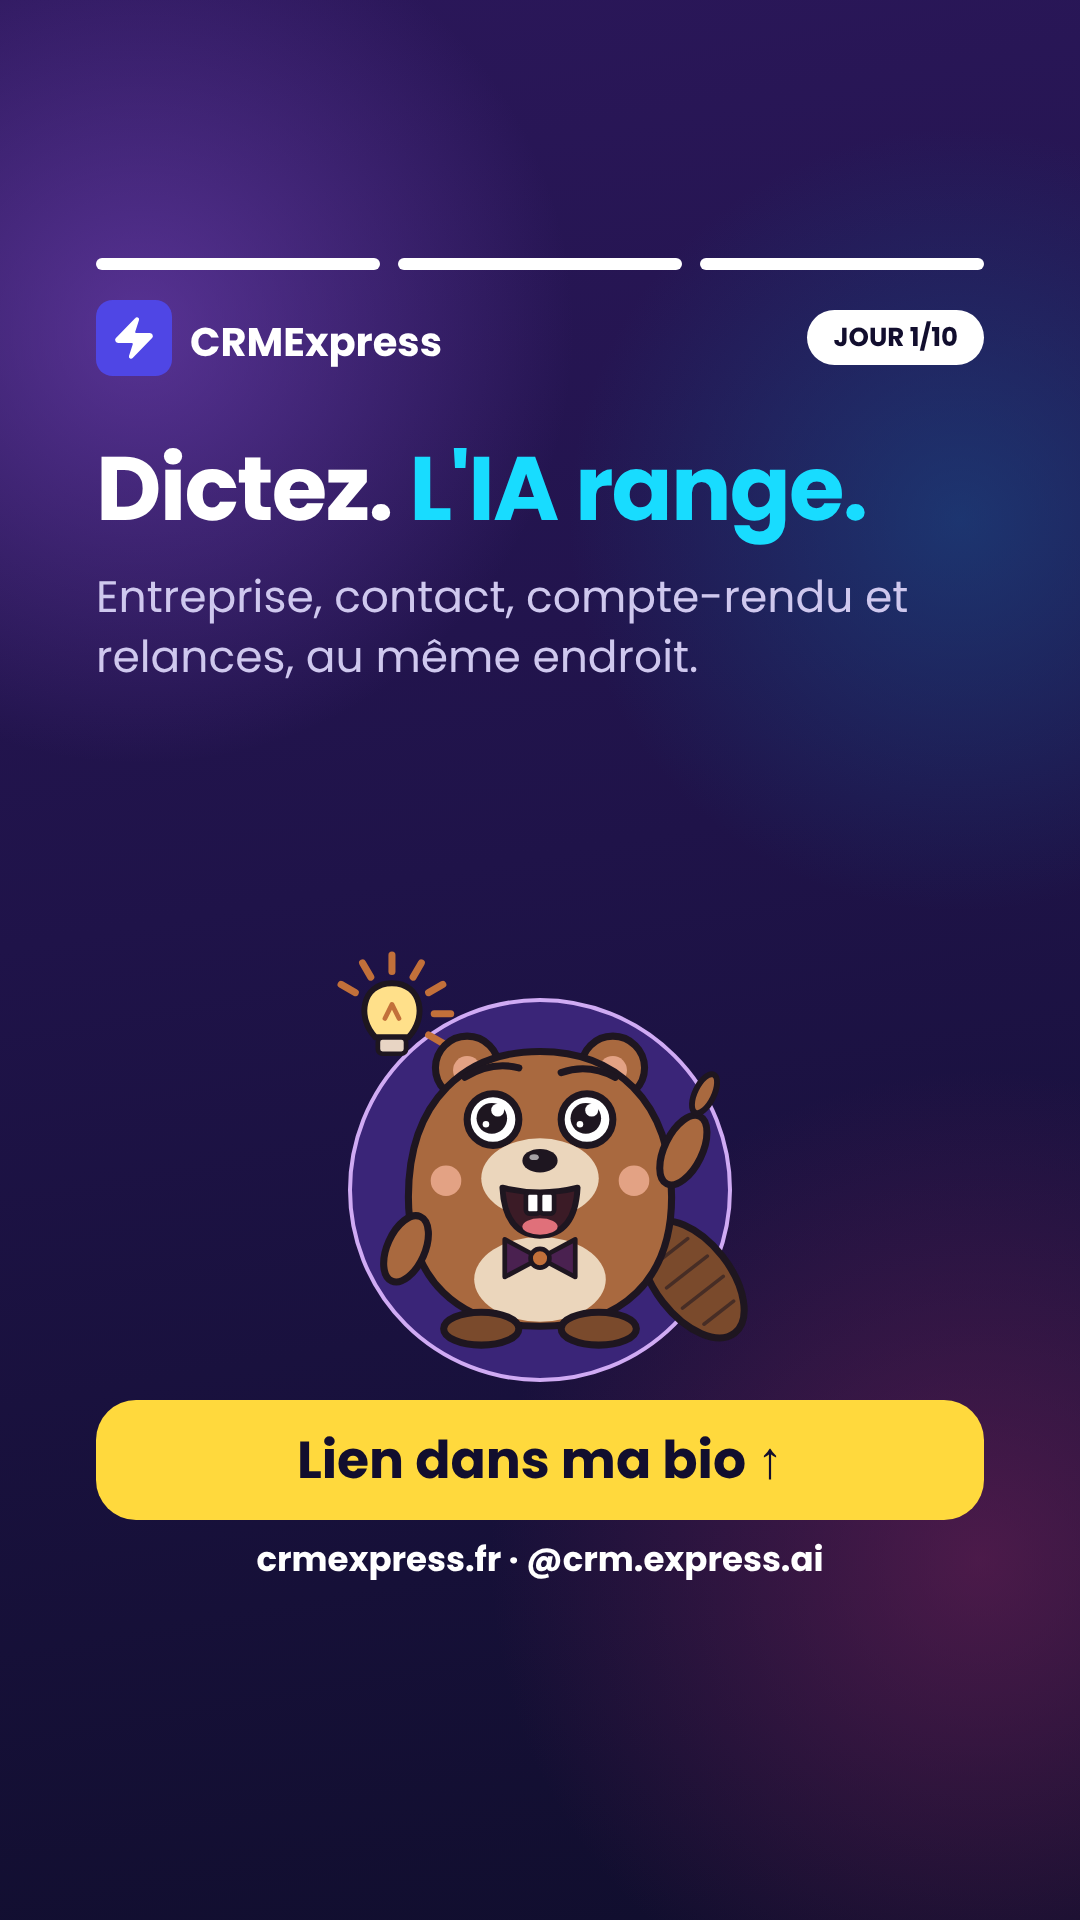 CRMExpress
JOUR 1/10
Dictez. L'IA range.
Entreprise, contact, compte-rendu et
relances, au même endroit.
Lien dans ma bio ↑
crmexpress.fr · @crm.express.ai